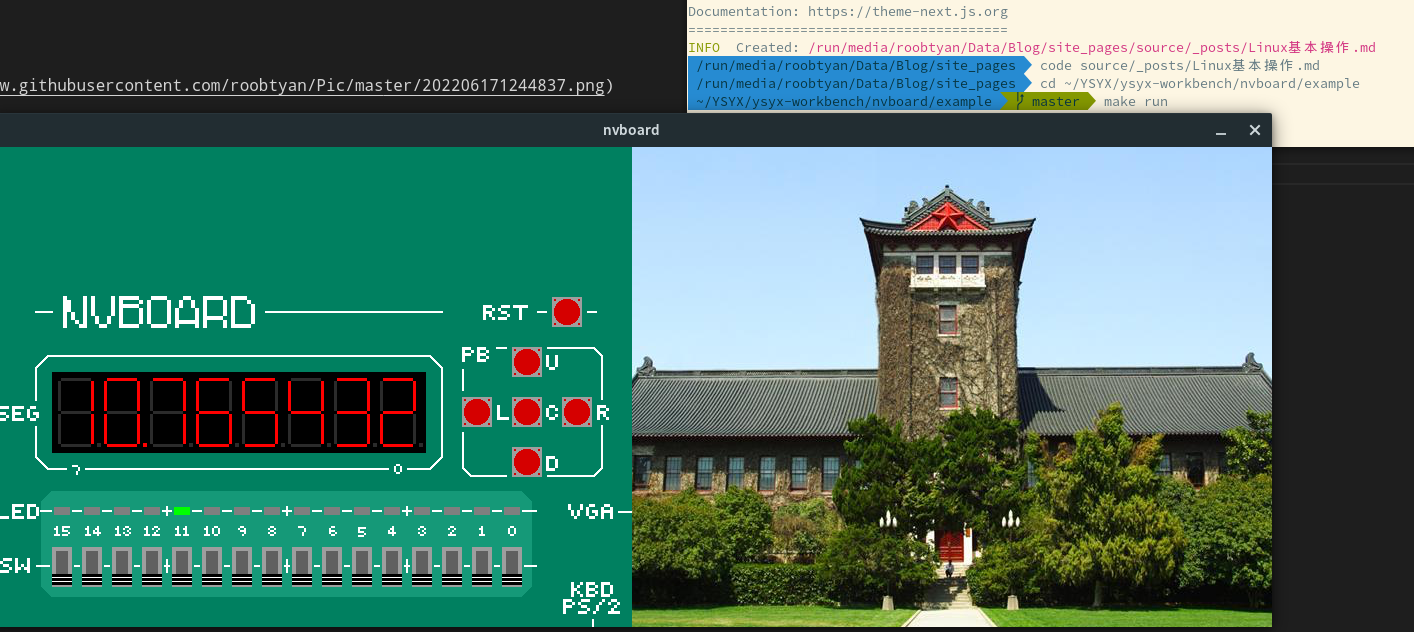 Documentation: https://theme-next.js.org
========================================
INFO  Created: /run/media/roobtyan/Data/Blog/site_pages/source/_posts/Linux基本操作.md
/run/media/roobtyan/Data/Blog/site_pages  code source/_posts/Linux基本操作.md
/run/media/roobtyan/Data/Blog/site_pages  cd ~/YSYX/ysyx-workbench/nvboard/example
~/YSYX/ysyx-workbench/nvboard/example  master  make run
w.githubusercontent.com/roobtyan/Pic/master/202206171244837.png)
nvboard
NVBOARD
RST
PB
U
L C R
D
SEG
10.765432
7 0
LED
15 14 13 12 11 10 9 8 7 6 5 4 3 2 1 0
SW
VGA
KBD
PS/2